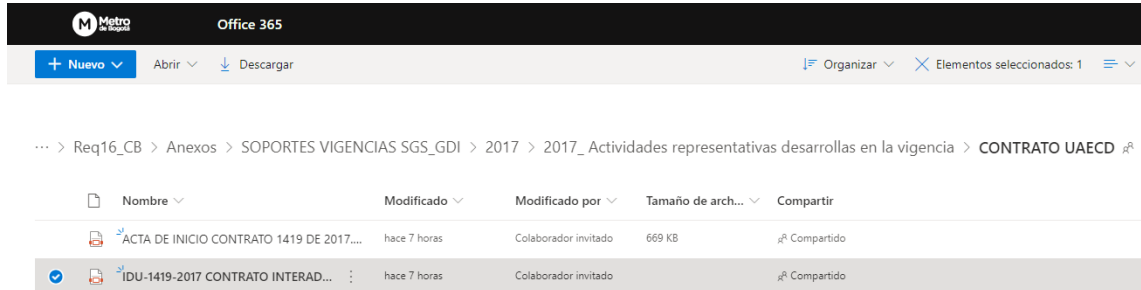 M Metro de Bogotá Office 365
+ Nuevo Abrir Descargar Organizar Elementos seleccionados: 1
··· > Req16_CB > Anexos > SOPORTES VIGENCIAS SGS_GDI > 2017 > 2017_ Actividades representativas desarrollas en la vigencia > CONTRATO UAECD
Nombre Modificado Modificado por Tamaño de arch... Compartir
ACTA DE INICIO CONTRATO 1419 DE 2017.... hace 7 horas Colaborador invitado 669 KB Compartido
IDU-1419-2017 CONTRATO INTERAD... hace 7 horas Colaborador invitado Compartido